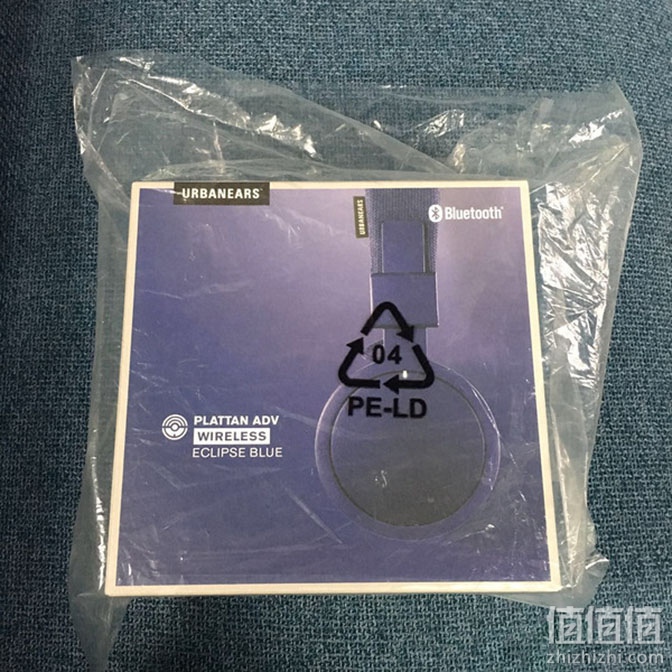 URBANEARS
URBANEARS
Bluetooth®
04
PE-LD
PLATTAN ADV
WIRELESS
ECLIPSE BLUE
值值值
zhizhizhi.com